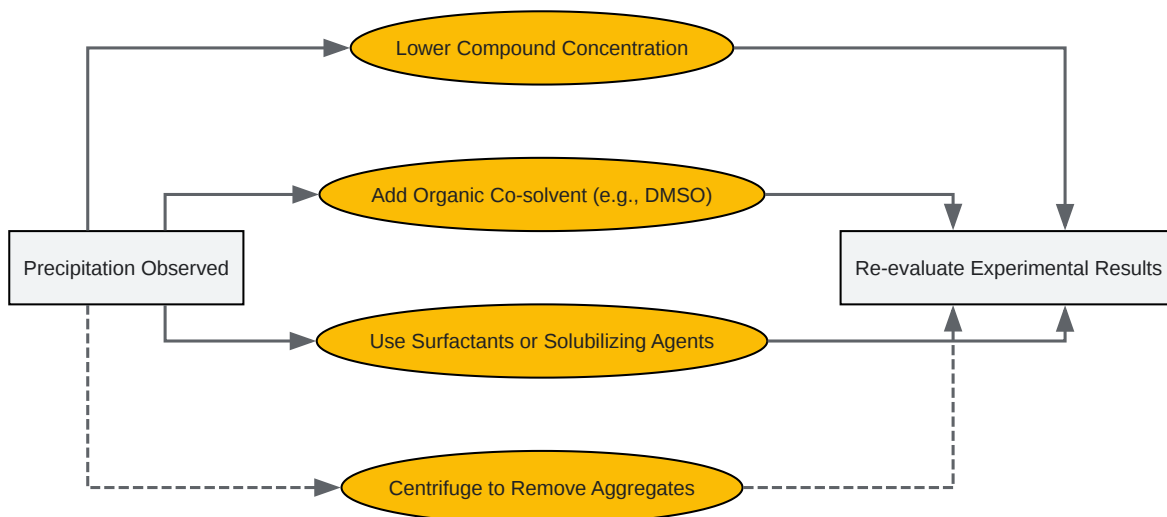 Lower Compound Concentration
Add Organic Co-solvent (e.g., DMSO)
Precipitation Observed
Re-evaluate Experimental Results
Use Surfactants or Solubilizing Agents
Centrifuge to Remove Aggregates